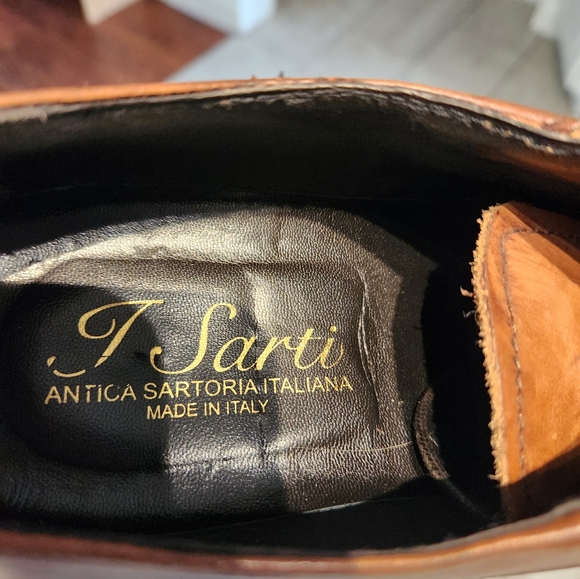 I Sarti
ANTICA SARTORIA ITALIANA
MADE IN ITALY